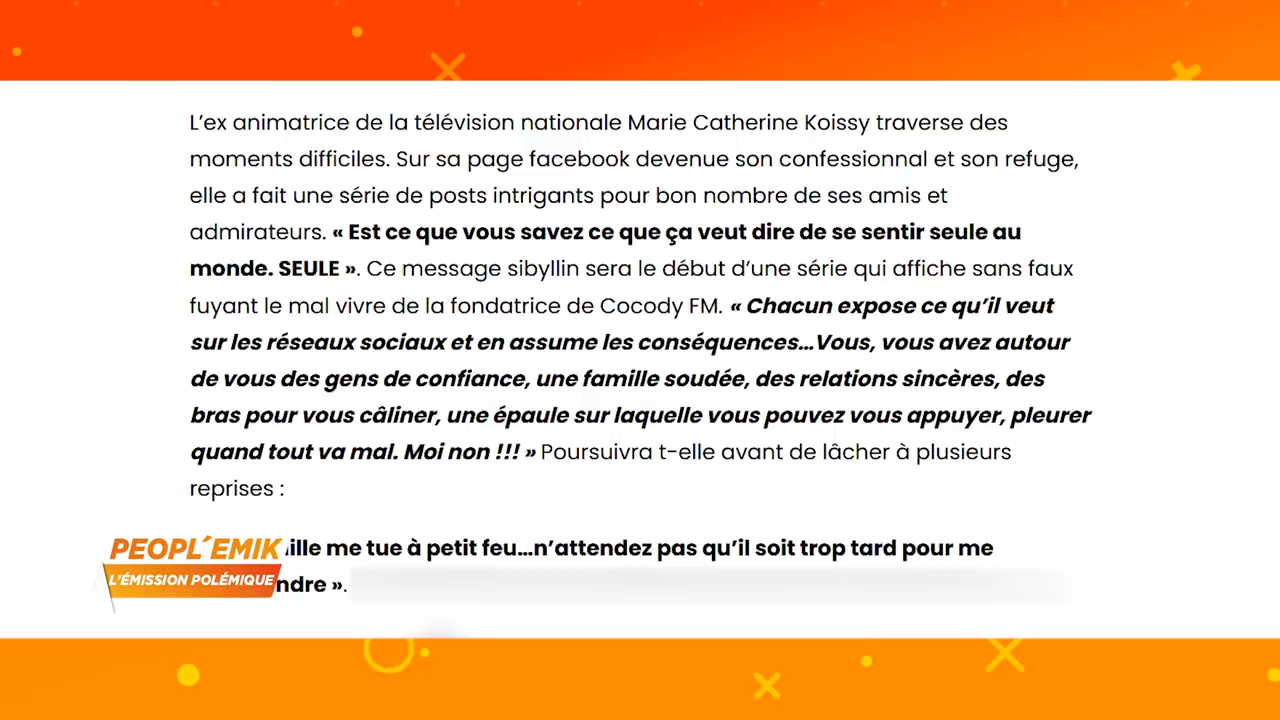 L'ex animatrice de la télévision nationale Marie Catherine Koissy traverse des
moments difficiles. Sur sa page facebook devenue son confessionnal et son refuge,
elle a fait une série de posts intrigants pour bon nombre de ses amis et
admirateurs. « Est ce que vous savez ce que ça veut dire de se sentir seule au
monde. SEULE ». Ce message sibyllin sera le début d'une série qui affiche sans faux
fuyant le mal vivre de la fondatrice de Cocody FM. « Chacun expose ce qu'il veut
sur les réseaux sociaux et en assume les conséquences…Vous, vous avez autour
de vous des gens de confiance, une famille soudée, des relations sincères, des
bras pour vous câliner, une épaule sur laquelle vous pouvez vous appuyer, pleurer
quand tout va mal. Moi non !!! » Poursuivra t-elle avant de lâcher à plusieurs
reprises :
PEOPL´EMIK
ille me tue à petit feu…n'attendez pas qu'il soit trop tard pour me
L'ÉMISSION POLÉMIQUE
ndre ».